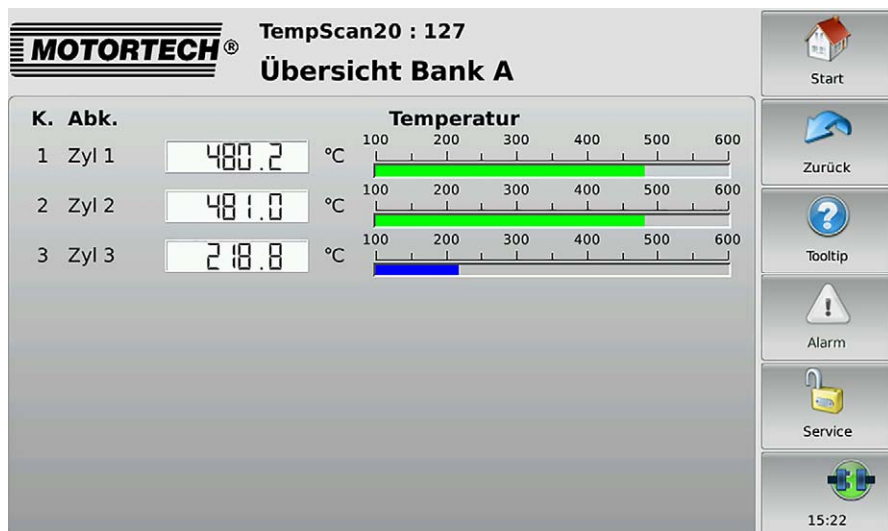 MOTORTECH®
TempScan20 : 127
Übersicht Bank A
K. Abk. Temperatur
100 200 300 400 500 600
1 Zyl 1 480.2 °C
100 200 300 400 500 600
2 Zyl 2 481.0 °C
100 200 300 400 500 600
3 Zyl 3 218.8 °C
Start
Zurück
Tooltip
Alarm
Service
15:22